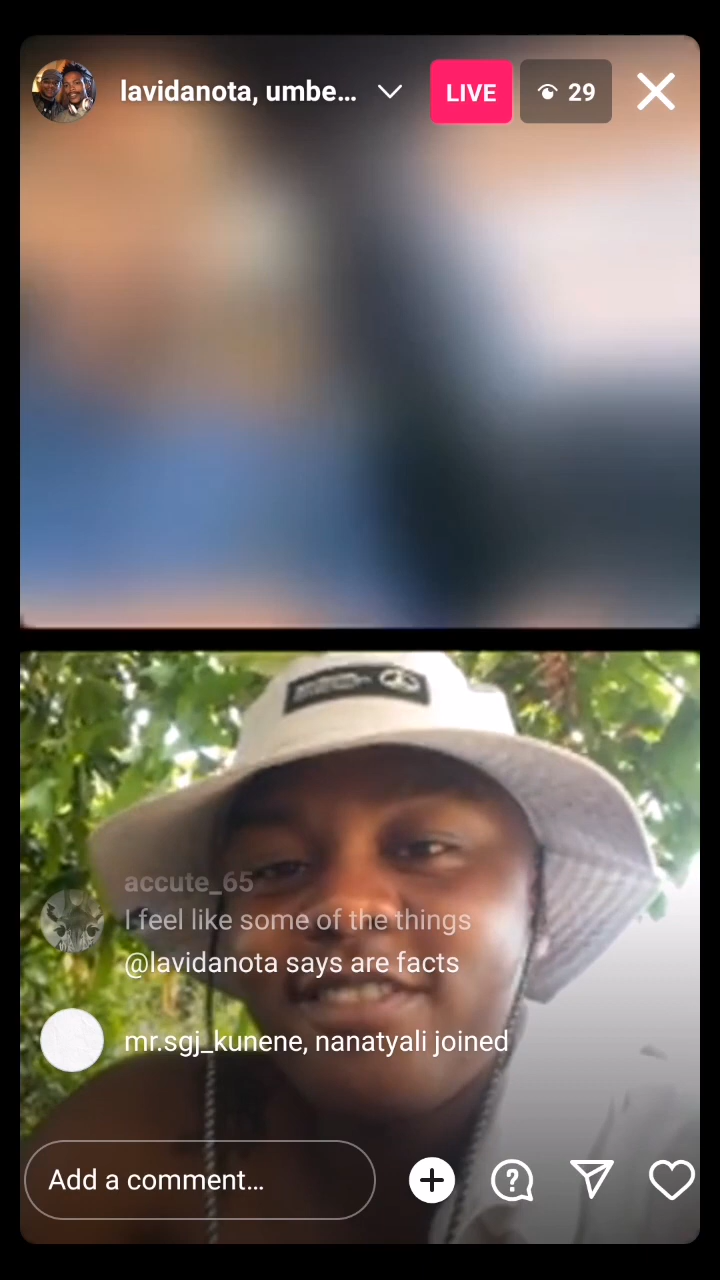 lavidanota, umbe...
LIVE
29
accute_65
I feel like some of the things
@lavidanota says are facts
mr.sgj_kunene, nanatyali joined
Add a comment...